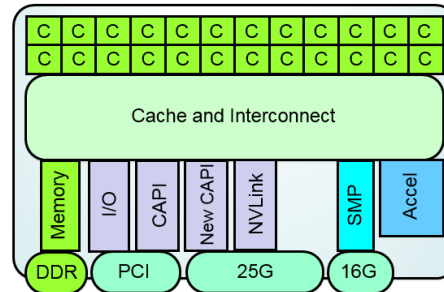 C C C C C C C C C C C C
C C C C C C C C C C C C
Cache and Interconnect
Memory
I/O
CAPI
New CAPI
NVLink
SMP
Accel
DDR
PCI
25G
16G